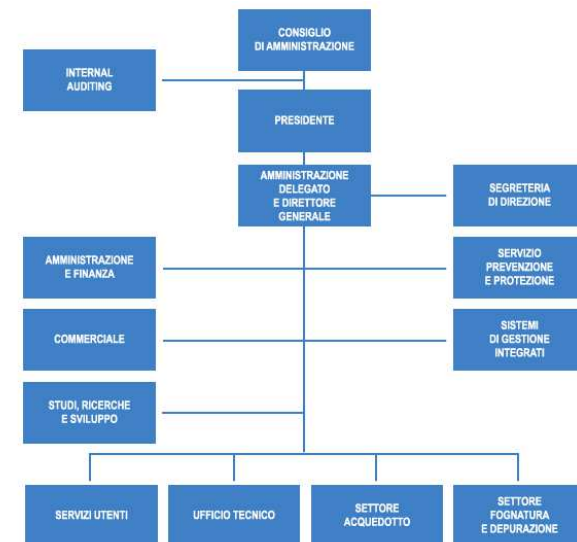 CONSIGLIO
DI AMMINISTRAZIONE
INTERNAL
AUDITING
PRESIDENTE
AMMINISTRAZIONE
DELEGATO
E DIRETTORE
GENERALE
SEGRETERIA
DI DIREZIONE
AMMINISTRAZIONE
E FINANZA
SERVIZIO
PREVENZIONE
E PROTEZIONE
COMMERCIALE
SISTEMI
DI GESTIONE
INTEGRATI
STUDI, RICERCHE
E SVILUPPO
SERVIZI UTENTI
UFFICIO TECNICO
SETTORE
ACQUEDOTTO
SETTORE
FOGNATURA
E DEPURAZIONE